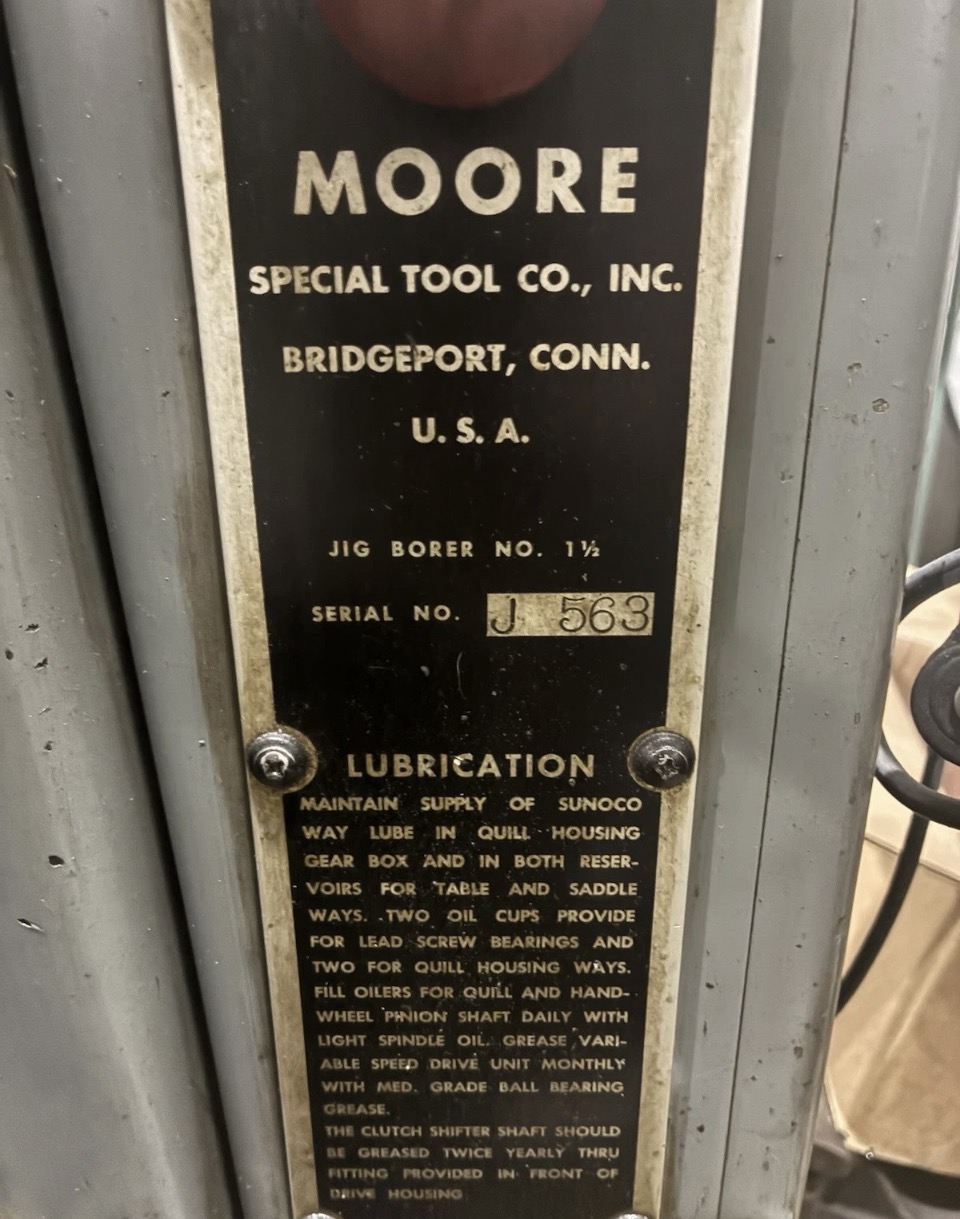 MOORE
SPECIAL TOOL CO., INC.
BRIDGEPORT, CONN.
U. S. A.
JIG BORER NO. 1½
SERIAL NO. J 563
LUBRICATION
MAINTAIN SUPPLY OF SUNOCO
WAY LUBE IN QUILL HOUSING
GEAR BOX AND IN BOTH RESER-
VOIRS FOR TABLE AND SADDLE
WAYS. TWO OIL CUPS PROVIDE
FOR LEAD SCREW BEARINGS AND
TWO FOR QUILL HOUSING WAYS.
FILL OILERS FOR QUILL AND HAND-
WHEEL PINION SHAFT DAILY WITH
LIGHT SPINDLE OIL. GREASE VARI-
ABLE SPEED DRIVE UNIT MONTHLY
WITH MED. GRADE BALL BEARING
GREASE.
THE CLUTCH SHIFTER SHAFT SHOULD
BE GREASED TWICE YEARLY THRU
FITTING PROVIDED IN FRONT OF
DRIVE HOUSING